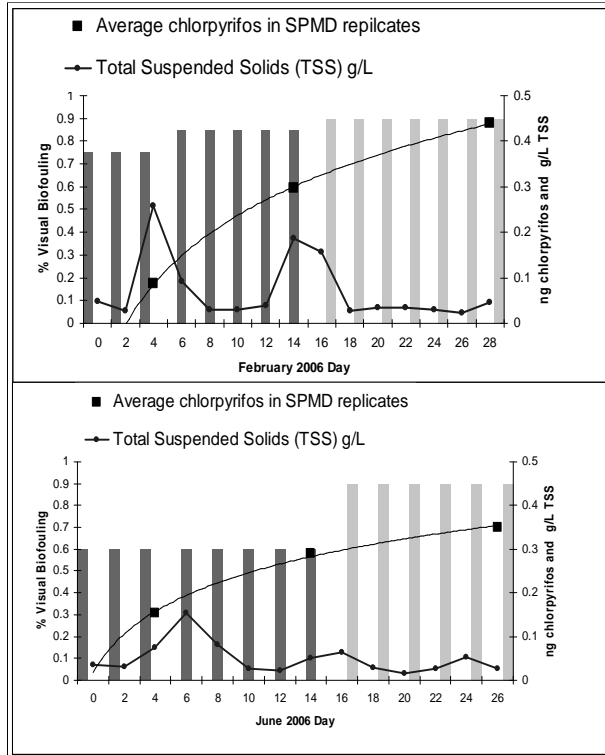 Average chlorpyrifos in SPMD repilcates
Total Suspended Solids (TSS) g/L
% Visual Biofouling
1
0.9
0.8
0.7
0.6
0.5
0.4
0.3
0.2
0.1
0
0.5
0.4
0.3
0.2
0.1
0
ng chlorpyrifos and g/L TSS
0 2 4 6 8 10 12 14 16 18 20 22 24 26 28
February 2006 Day
Average chlorpyrifos in SPMD replicates
Total Suspended Solids (TSS) g/L
% Visual Biofouling
1
0.9
0.8
0.7
0.6
0.5
0.4
0.3
0.2
0.1
0
0.5
0.4
0.3
0.2
0.1
0
ng chlorpyrifos and g/L TSS
0 2 4 6 8 10 12 14 16 18 20 22 24 26
June 2006 Day